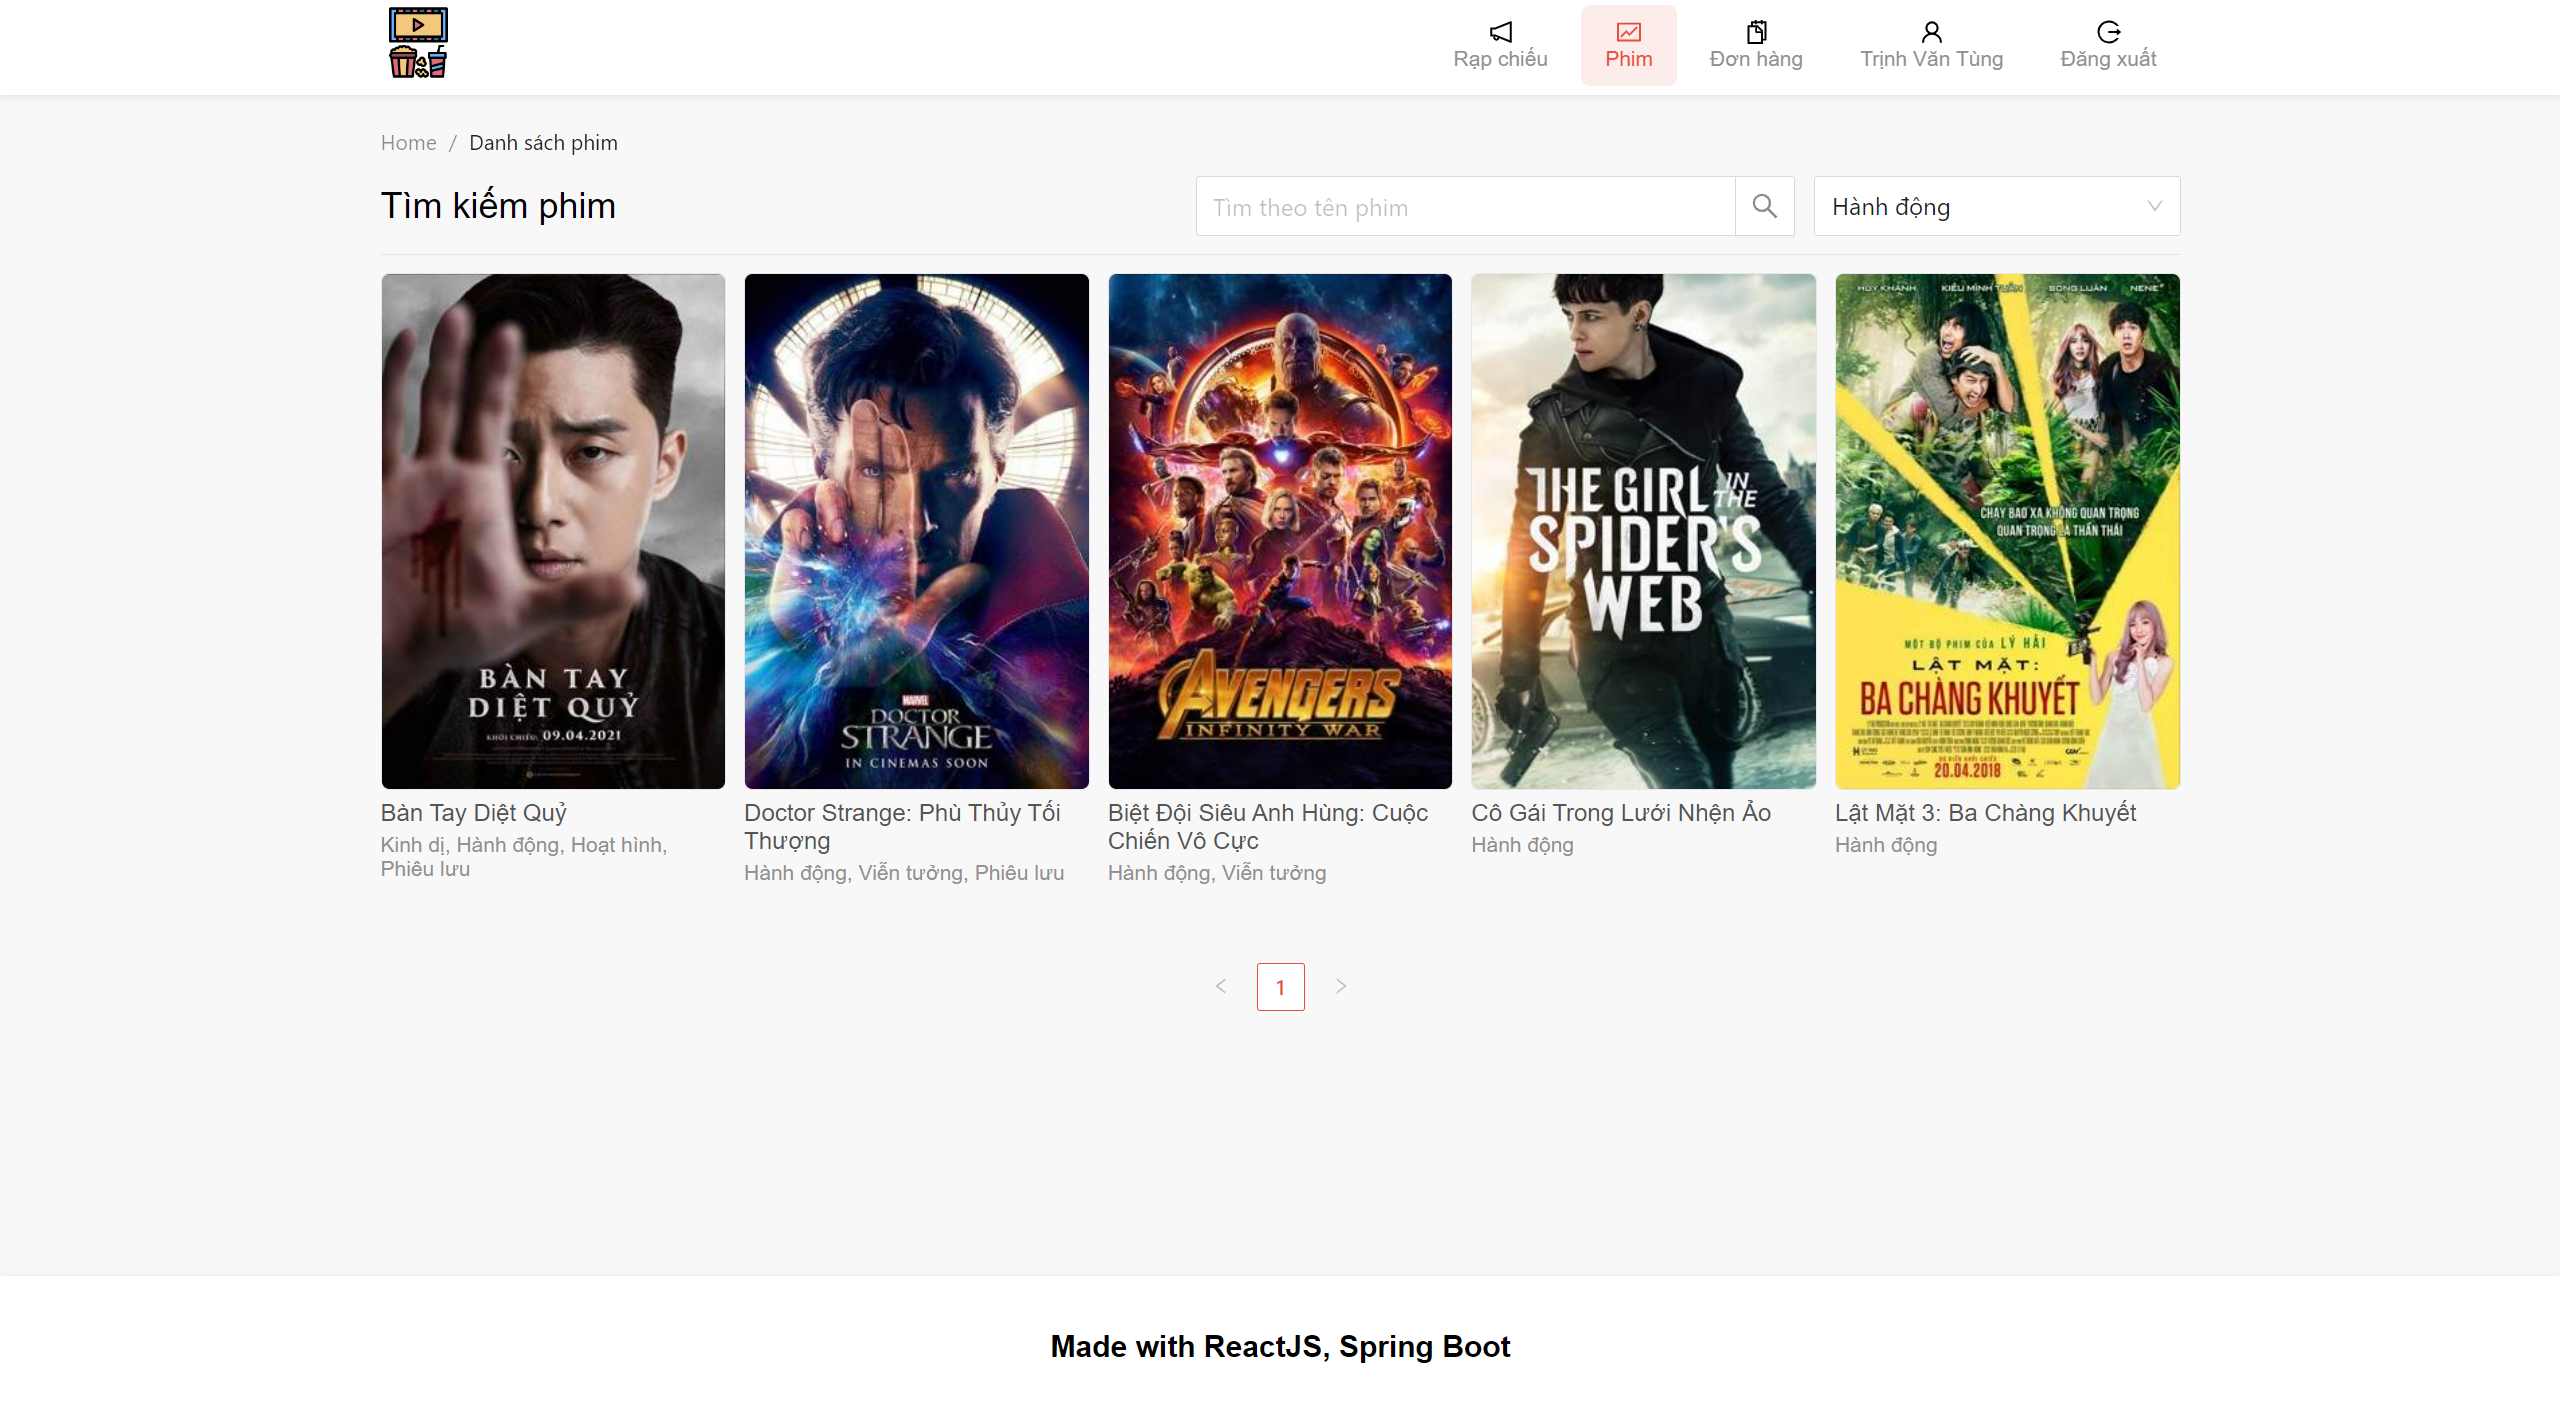 Rạp chiếu
Phim
Đơn hàng
Trịnh Văn Tùng
Đăng xuất
Home / Danh sách phim
Tìm kiếm phim
Tìm theo tên phim
Hành động
BÀN TAY
DIỆT QUỶ
KHỞI CHIẾU: 09.04.2021
MARVEL
DOCTOR
STRANGE
IN CINEMAS SOON
AVENGERS
INFINITY WAR
THE GIRL IN THE
SPIDER'S
WEB
HUY KHÁNH KIỀU MINH TUẤN SONG LUÂN NENE
CHẠY BAO XA KHÔNG QUAN TRỌNG
QUAN TRỌNG LÀ THẦN THÁI
MỘT BỘ PHIM CỦA LÝ HẢI
LẬT MẶT:
BA CHÀNG KHUYẾT
20.04.2018
Bàn Tay Diệt Quỷ
Kinh dị, Hành động, Hoạt hình,
Phiêu lưu
Doctor Strange: Phù Thủy Tối
Thượng
Hành động, Viễn tưởng, Phiêu lưu
Biệt Đội Siêu Anh Hùng: Cuộc
Chiến Vô Cực
Hành động, Viễn tưởng
Cô Gái Trong Lưới Nhện Ảo
Hành động
Lật Mặt 3: Ba Chàng Khuyết
Hành động
1
Made with ReactJS, Spring Boot